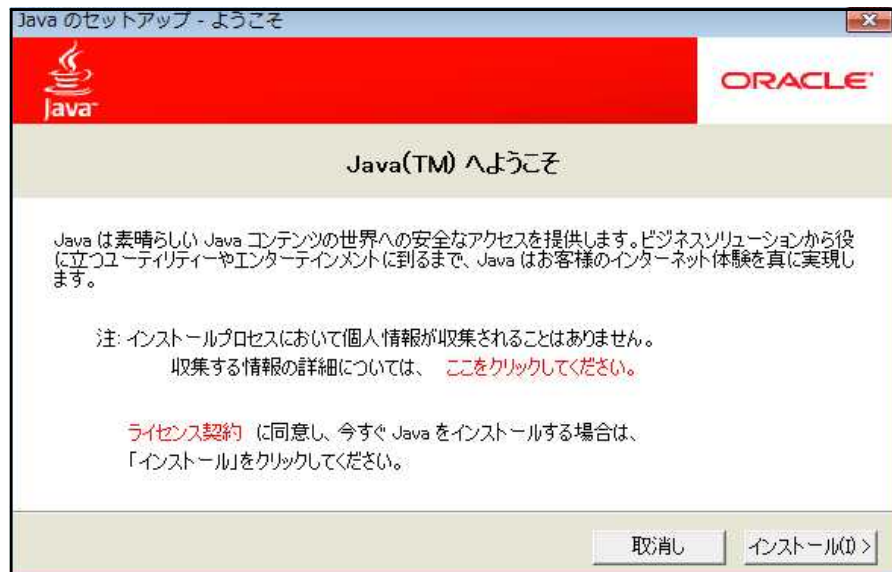 Java のセットアップ - ようこそ
Java
ORACLE
Java(TM) へようこそ
Java は素晴らしい Java コンテンツの世界への安全なアクセスを提供します。ビジネスソリューションから役
に立つユーティリティーやエンターテインメントに到るまで、Java はお客様のインターネット体験を真に実現し
ます。
注: インストールプロセスにおいて個人情報が収集されることはありません。
収集する情報の詳細については、 ここをクリックしてください。
ライセンス契約 に同意し、今すぐ Java をインストールする場合は、
「インストール」をクリックしてください。
取消し
インストール(I) >